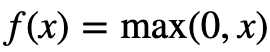 f(x) = max(0, x)